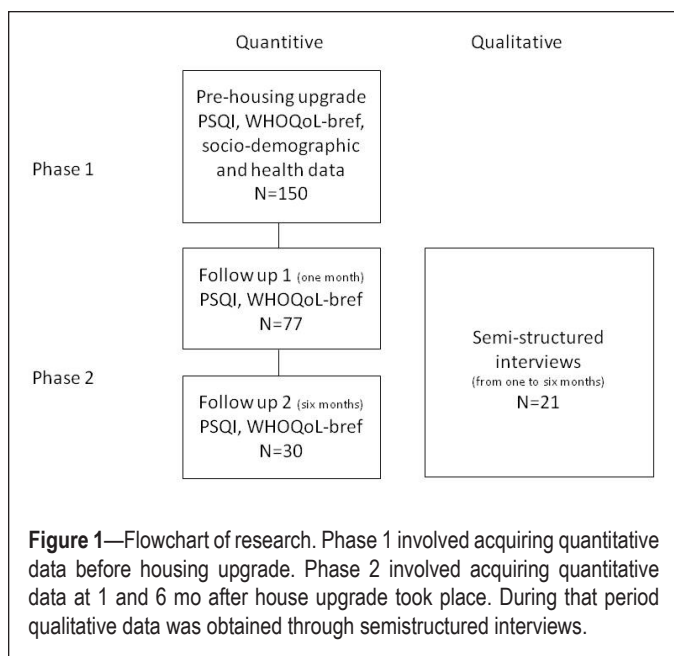 Quantitive
Qualitative
Phase 1
Pre-housing upgrade
PSQI, WHOQoL-bref,
socio-demographic
and health data
N=150
Phase 2
Follow up 1 (one month)
PSQI, WHOQoL-bref
N=77
Follow up 2 (six months)
PSQI, WHOQoL-bref
N=30
Semi-structured
interviews
(from one to six months)
N=21
Figure 1—Flowchart of research. Phase 1 involved acquiring quantitative
data before housing upgrade. Phase 2 involved acquiring quantitative
data at 1 and 6 mo after house upgrade took place. During that period
qualitative data was obtained through semistructured interviews.